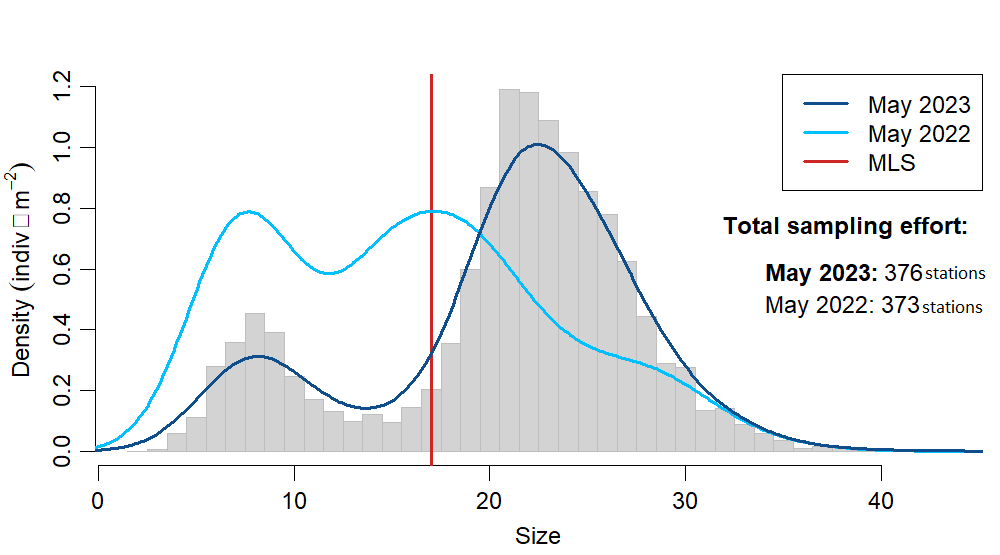 May 2023
May 2022
MLS
Total sampling effort:
May 2023: 376 stations
May 2022: 373 stations
Density (indiv□m⁻²)
1.2
1.0
0.8
0.6
0.4
0.2
0.0
0 10 20 30 40
Size